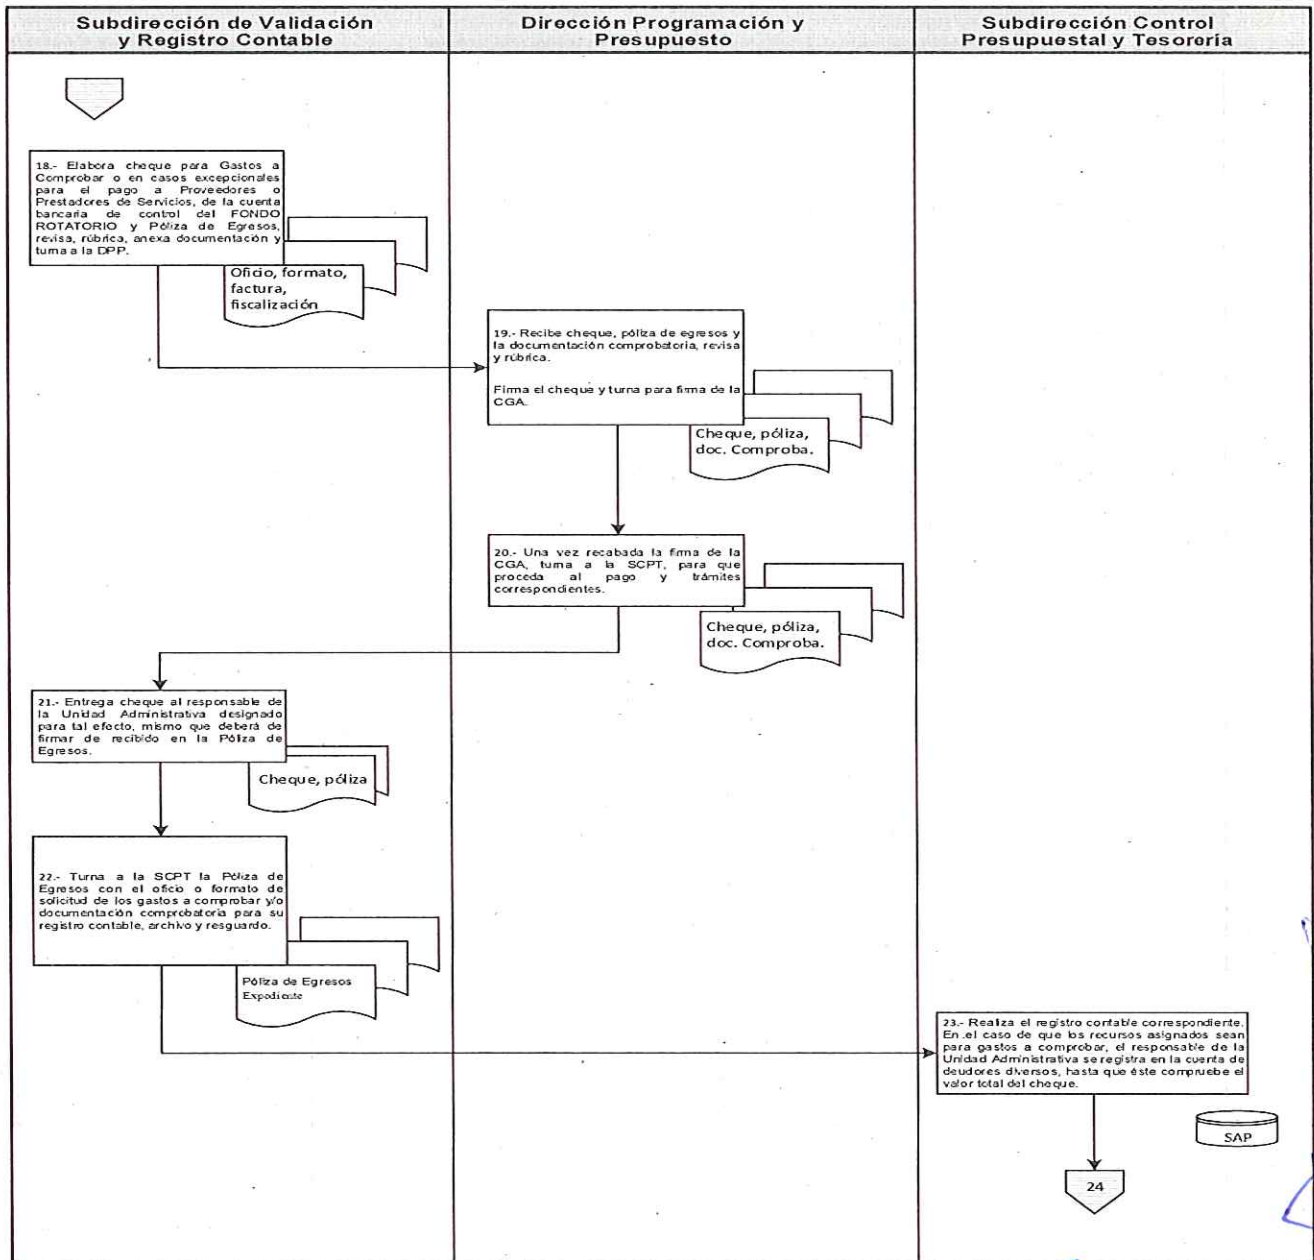 Subdirección de Validación
y Registro Contable
Dirección Programación y
Presupuesto
Subdirección Control
Presupuestal y Tesorería
18.- Elabora cheque para Gastos a
Comprobar o en casos excepcionales
para el pago a Proveedores o
Prestadores de Servicios, de la cuenta
bancaria de control del FONDO
ROTATORIO y Póliza de Egresos,
revisa, rúbrica, anexa documentación y
turna a la DPP.
Oficio, formato,
factura,
fiscalización
19.- Recibe cheque, póliza de egresos y
la documentación comprobatoria, revisa
y rúbrica.
Firma el cheque y turna para firma de la
CGA.
Cheque, póliza,
doc. Comproba.
20.- Una vez recabada la firma de la
CGA, turna a la SCPT, para que
proceda al pago y trámites
correspondientes.
Cheque, póliza,
doc. Comproba.
21.- Entrega cheque al responsable de
la Unidad Administrativa designado
para tal efecto, mismo que deberá de
firmar de recibido en la Póliza de
Egresos.
Cheque, póliza
22.- Turna a la SCPT la Póliza de
Egresos con el oficio o formato de
solicitud de los gastos a comprobar y/o
documentación comprobatoria para su
registro contable, archivo y resguardo.
Póliza de Egresos
Expediente
23.- Realiza el registro contable correspondiente.
En .el caso de que los recursos asignados sean
para gastos a comprobar, el responsable de la
Unidad Administrativa se registra en la cuenta de
deudores diversos, hasta que éste compruebe el
valor total del cheque.
SAP
24